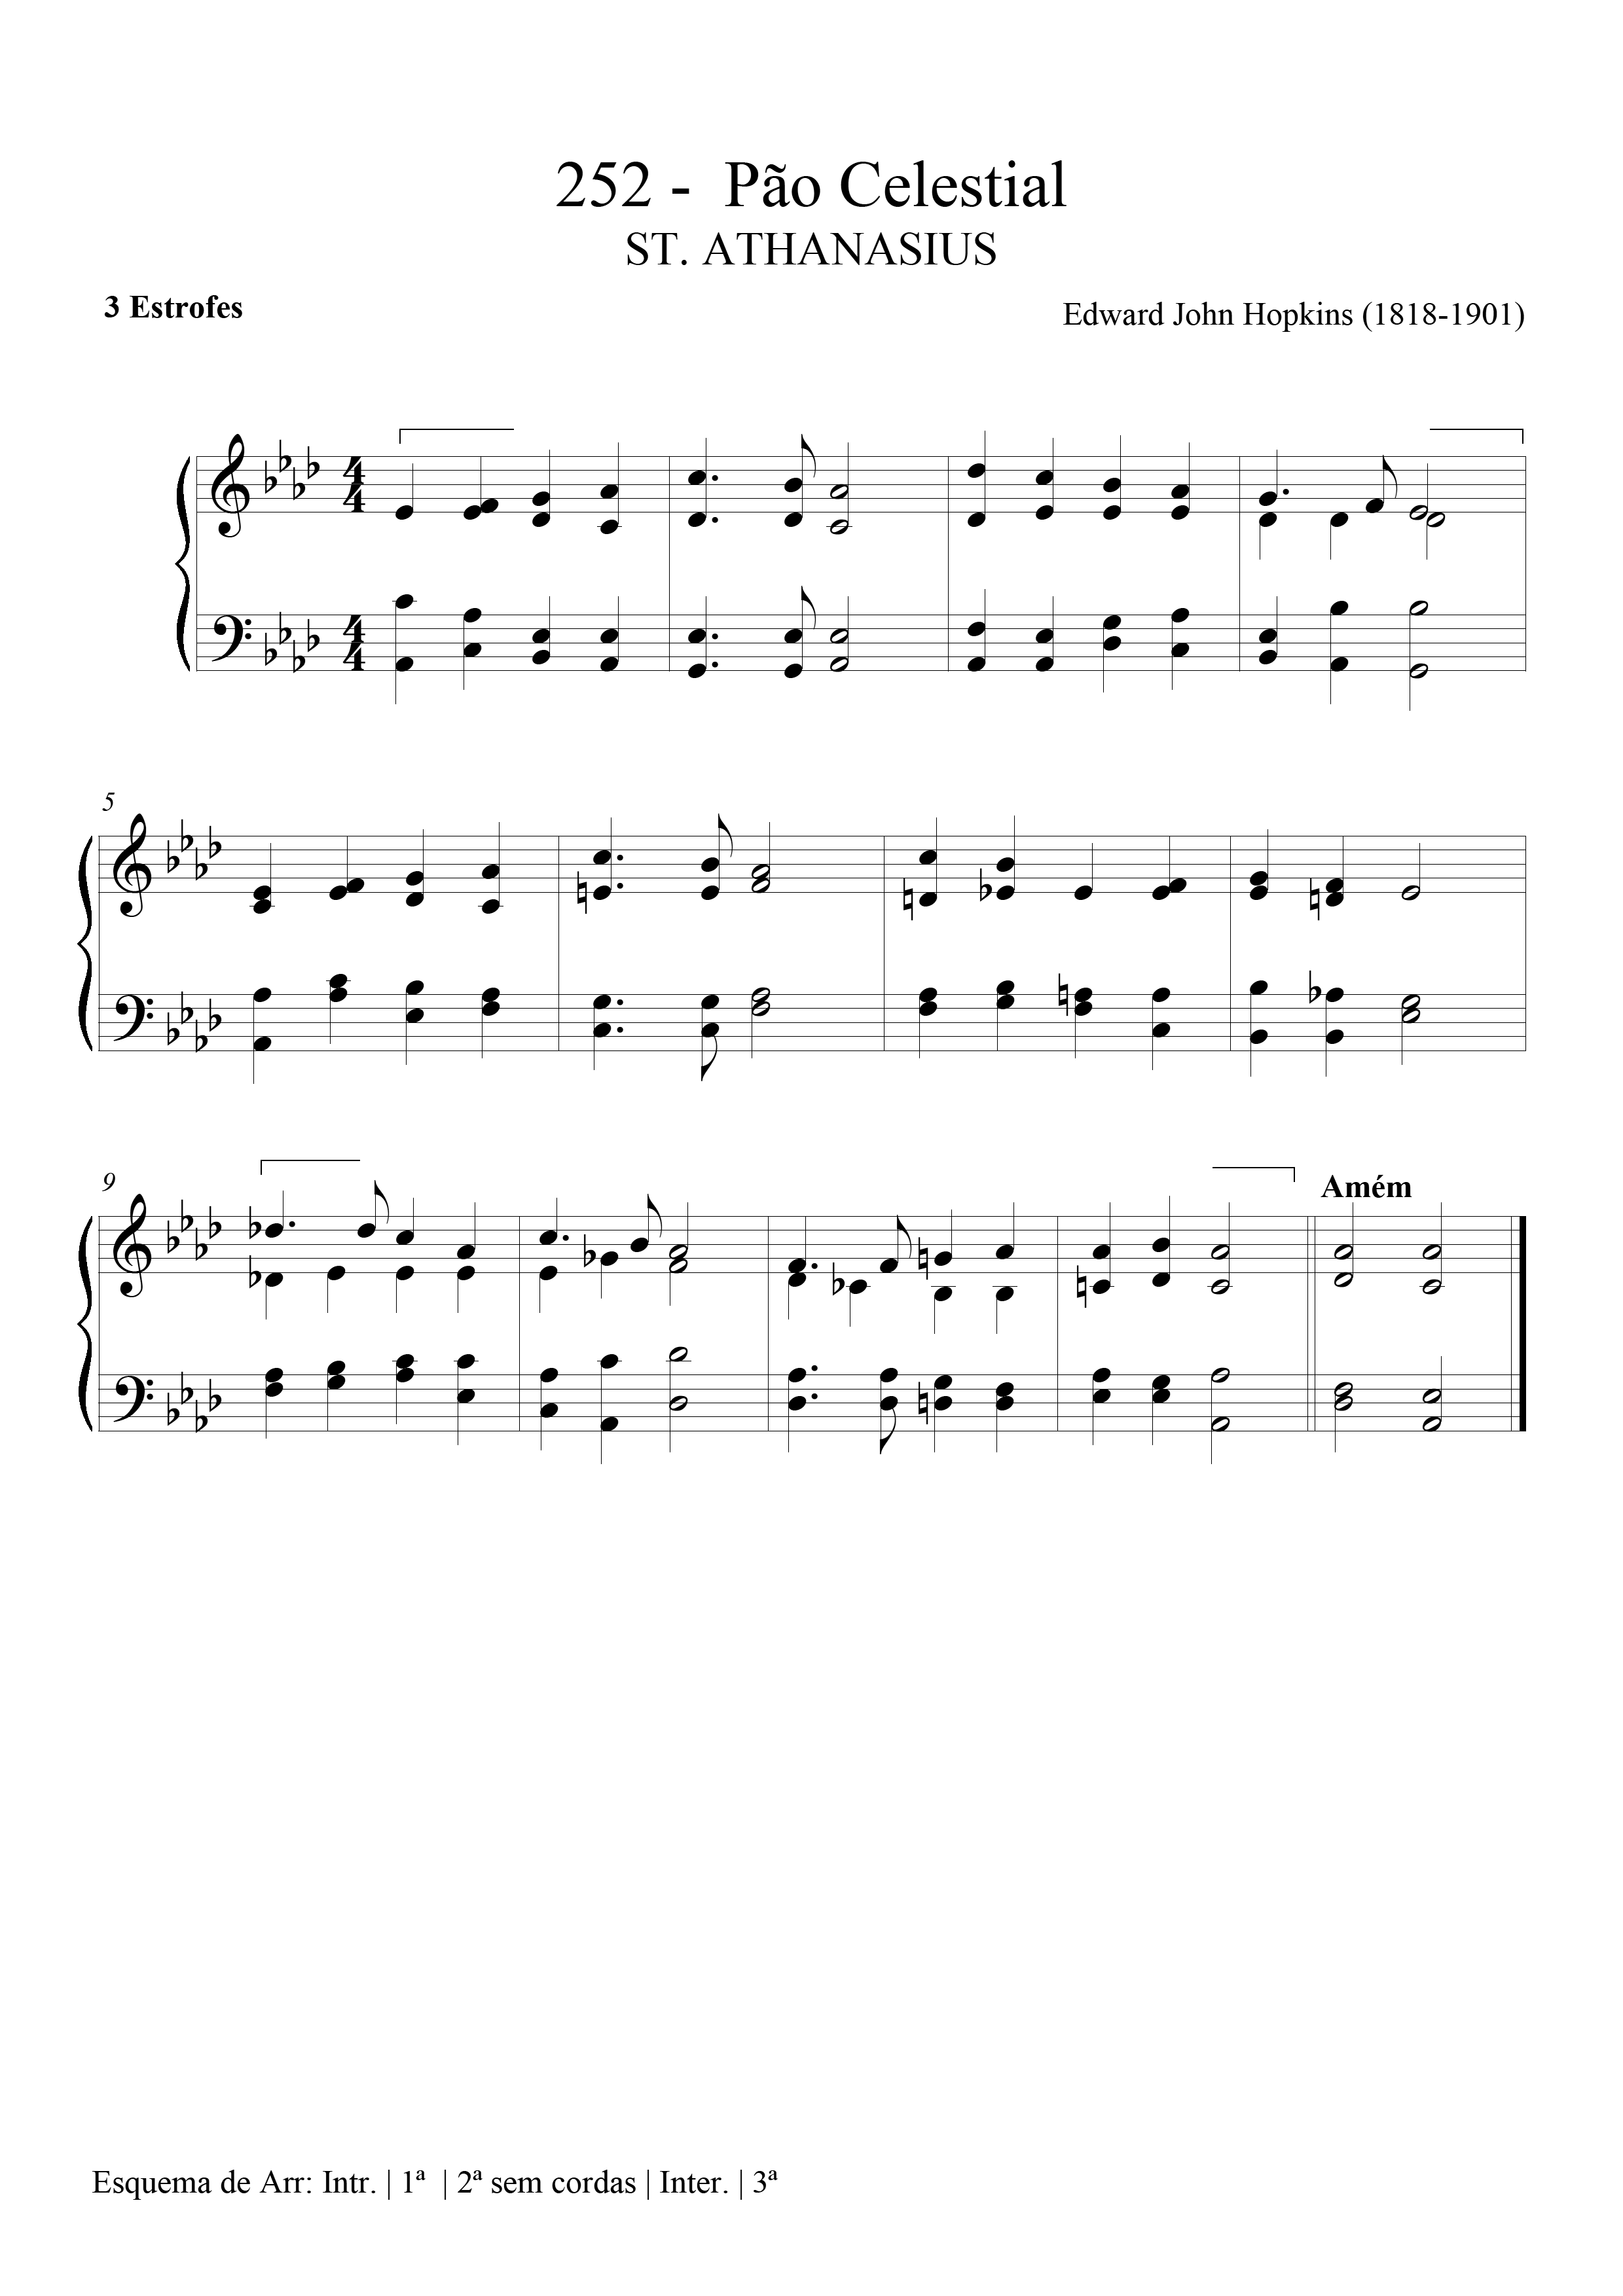 252 -  Pão Celestial
ST. ATHANASIUS
3 Estrofes
Edward John Hopkins (1818-1901)
5
9
Amém
Esquema de Arr: Intr. | 1ª  | 2ª sem cordas | Inter. | 3ª